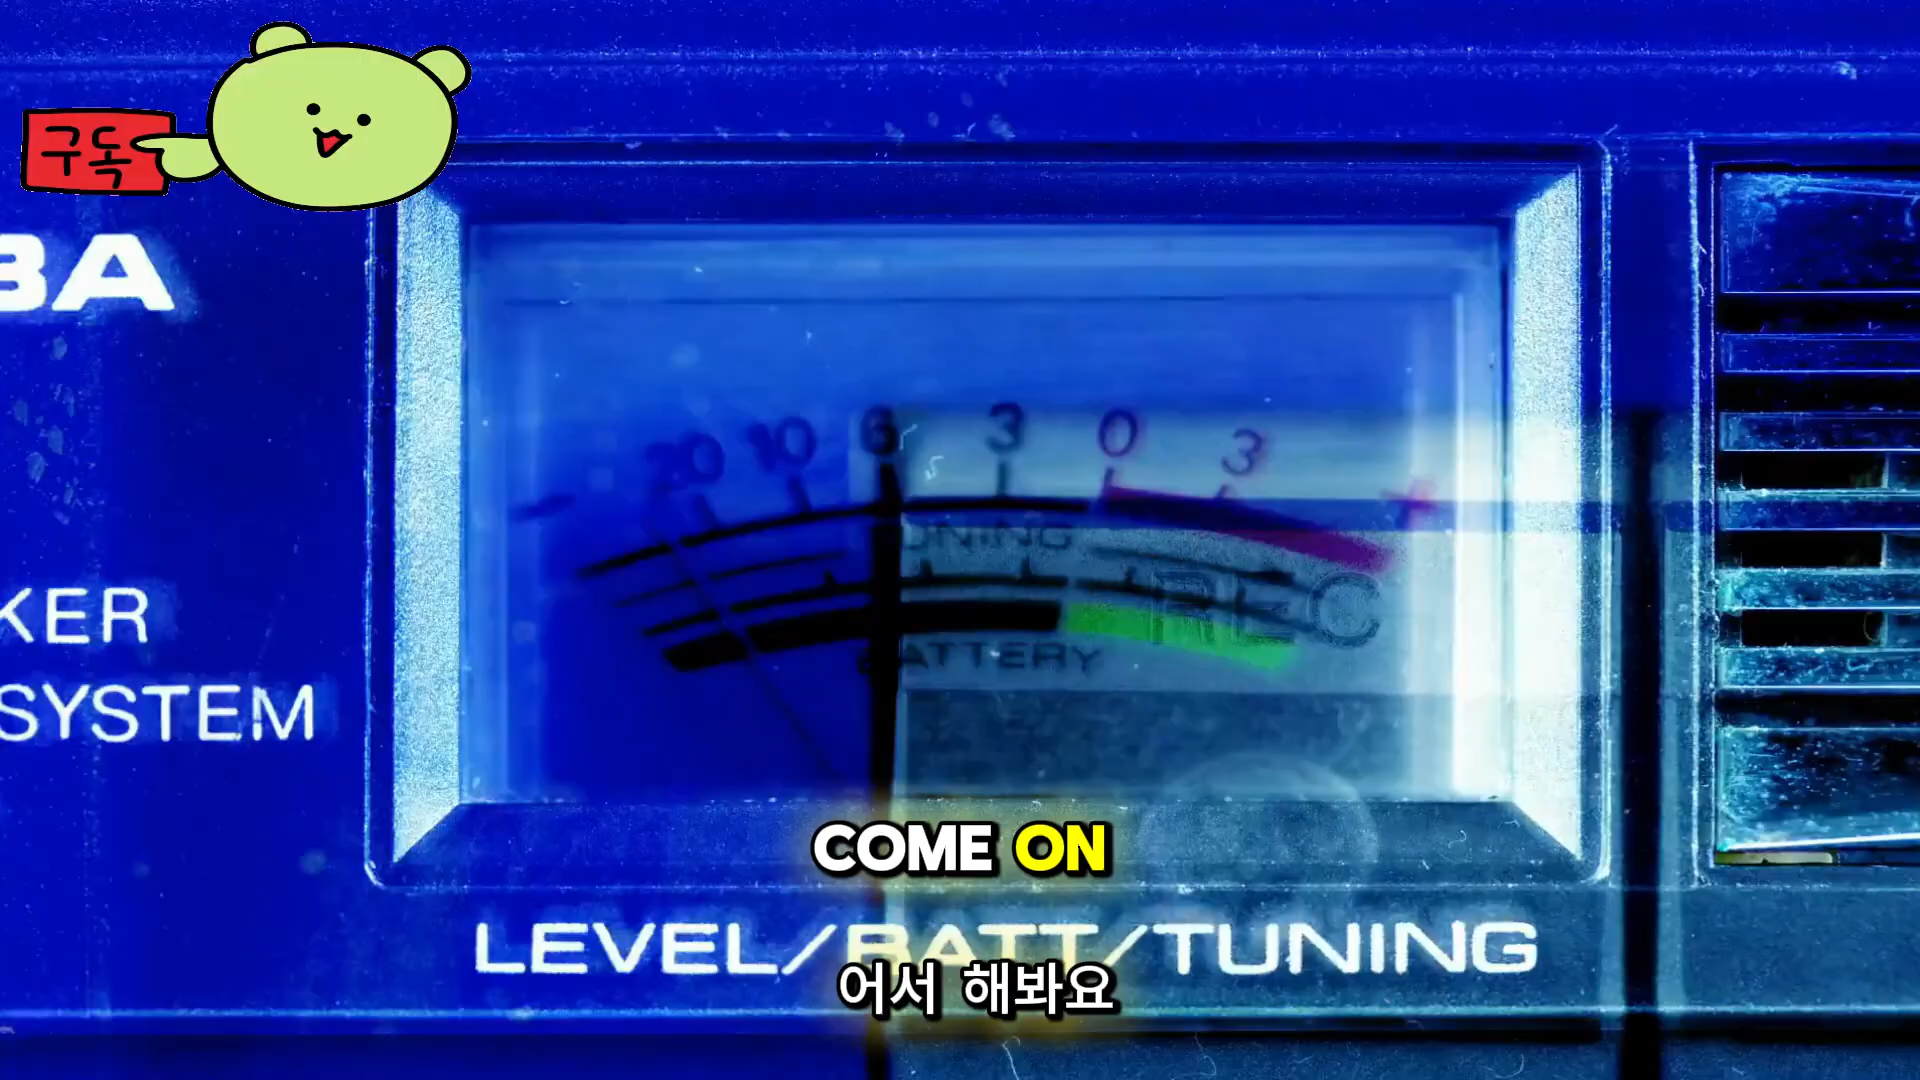 구독
BA
20 10 6 3 0 3 +
TUNING
REC
BATTERY
KER
SYSTEM
COME ON
LEVEL/BATT/TUNING
어서 해봐요